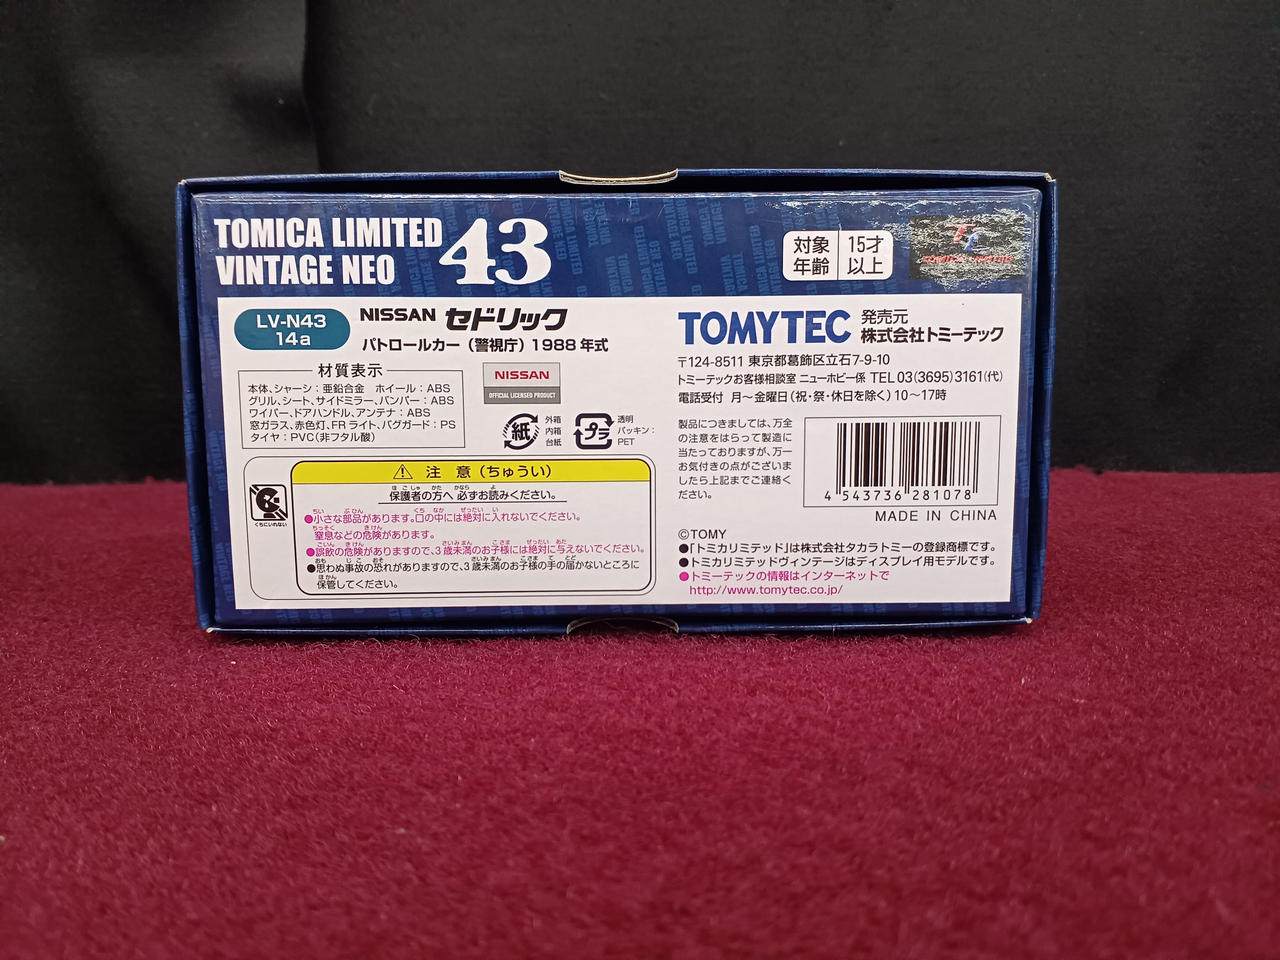 TOMICA LIMITED
VINTAGE NEO
43
対象
年齢
15才
以上
LV-N43
14a
NISSAN セドリック
パトロールカー（警視庁）1988 年式
材質表示
本体、シャーシ：亜鉛合金　ホイール：ABS
グリル、シート、サイドミラー、バンパー：ABS
ワイパー、ドアハンドル、アンテナ：ABS
窓ガラス、赤色灯、FRライト、バグガード：PS
タイヤ：PVC（非フタル酸）
NISSAN
OFFICIAL LICENSED PRODUCT
紙
外箱
内箱
台紙
プラ
透明
パッキン：
PET
注 意（ちゅうい）
保護者の方へ 必ずお読みください。
●小さな部品があります。口の中には絶対に入れないでください。
窒息などの危険があります。
●誤飲の危険がありますので、3歳未満のお子様には絶対に与えないでください。
●思わぬ事故の恐れがありますので、3歳未満のお子様の手の届かないところに
保管してください。
くちにいれない
TOMYTEC 発売元
株式会社トミーテック
〒124-8511 東京都葛飾区立石7-9-10
トミーテックお客様相談室 ニューホビー係 TEL 03（3695）3161（代）
電話受付　月～金曜日（祝・祭・休日を除く）10～17時
製品につきましては、万全
の注意をはらって製造に
当たっておりますが、万一
お気付きの点がございま
したら上記までご連絡く
ださい。
4 543736 281078
MADE IN CHINA
©TOMY
●「トミカリミテッド」は株式会社タカラトミーの登録商標です。
●トミカリミテッドヴィンテージはディスプレイ用モデルです。
●トミーテックの情報はインターネットで
http://www.tomytec.co.jp/